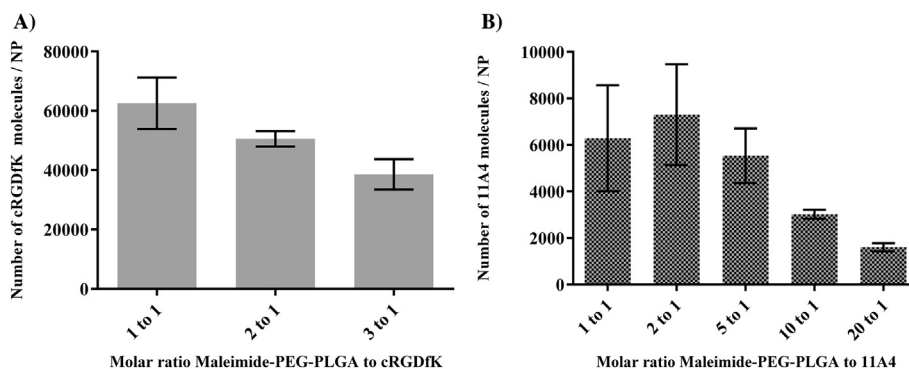 A)
Number of cRGDfK molecules / NP
80000
60000
40000
20000
0
1 to 1
2 to 1
3 to 1
Molar ratio Maleimide-PEG-PLGA to cRGDfK
B)
Number of 11A4 molecules / NP
10000
8000
6000
4000
2000
0
1 to 1
2 to 1
5 to 1
10 to 1
20 to 1
Molar ratio Maleimide-PEG-PLGA to 11A4